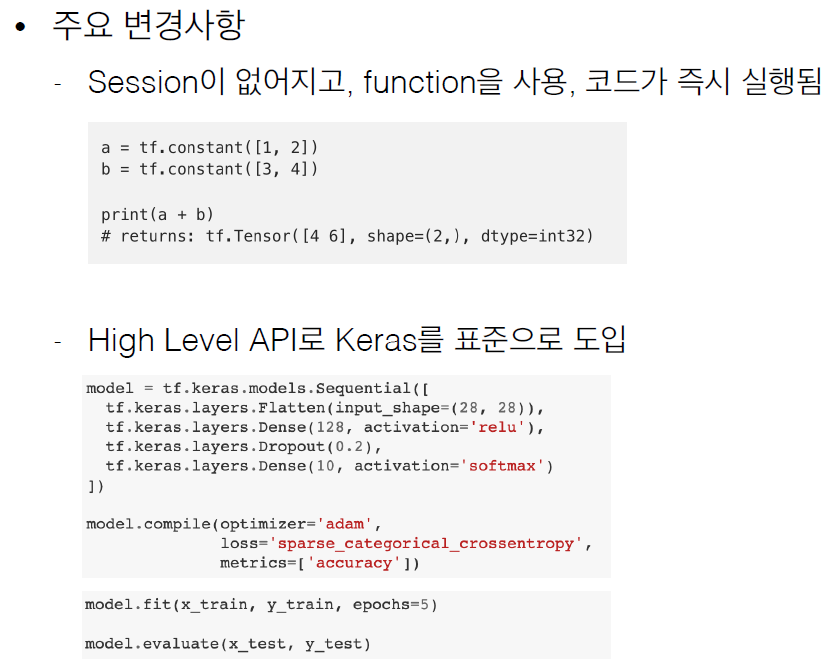 • 주요 변경사항
- Session이 없어지고, function을 사용, 코드가 즉시 실행됨
a = tf.constant([1, 2])
b = tf.constant([3, 4])
print(a + b)
# returns: tf.Tensor([4 6], shape=(2,), dtype=int32)
- High Level API로 Keras를 표준으로 도입
model = tf.keras.models.Sequential([
  tf.keras.layers.Flatten(input_shape=(28, 28)),
  tf.keras.layers.Dense(128, activation='relu'),
  tf.keras.layers.Dropout(0.2),
  tf.keras.layers.Dense(10, activation='softmax')
])
model.compile(optimizer='adam',
              loss='sparse_categorical_crossentropy',
              metrics=['accuracy'])
model.fit(x_train, y_train, epochs=5)
model.evaluate(x_test, y_test)